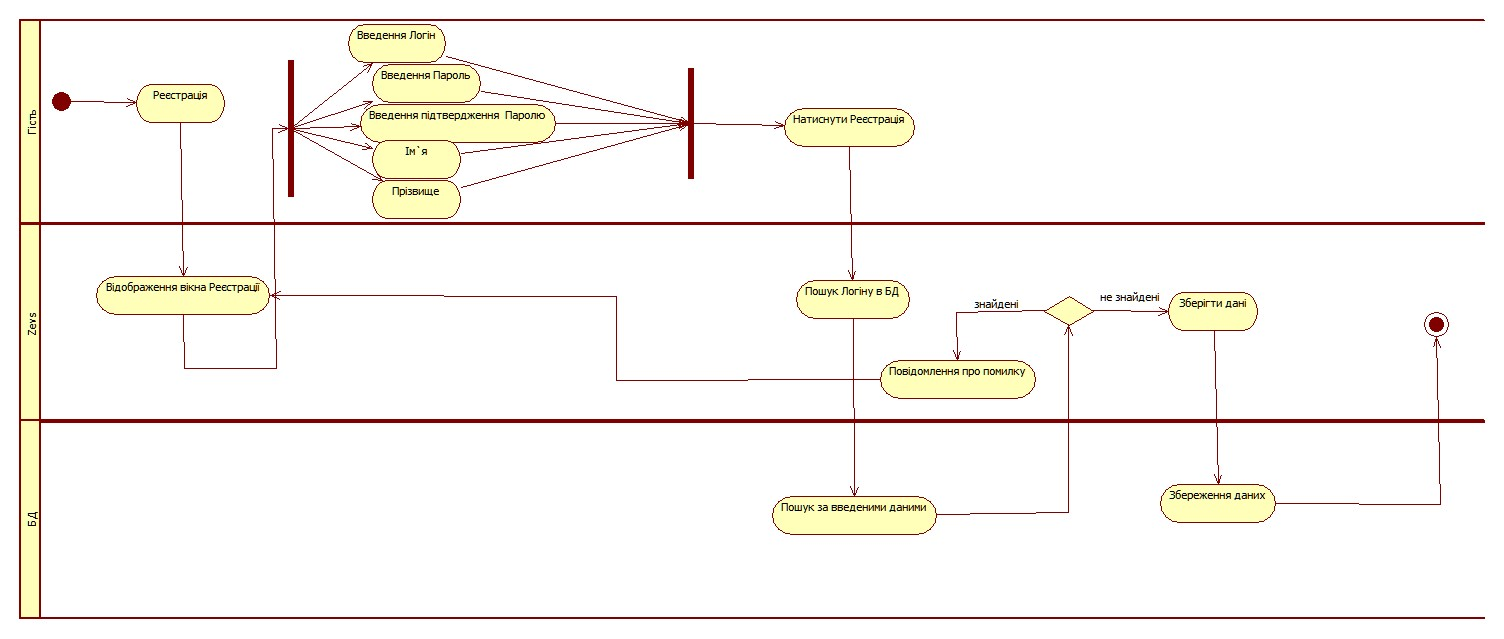 Гість
Реєстрація
Введення Логін
Введення Пароль
Введення підтвердження Паролю
Ім`я
Прізвище
Натиснути Реєстрація
Zeys
Відображення вікна Реєстрації
Пошук Логіну в БД
знайдені
не знайдені
Зберігти дані
Повідомлення про помилку
БД
Пошук за введеними даними
Збереження даних